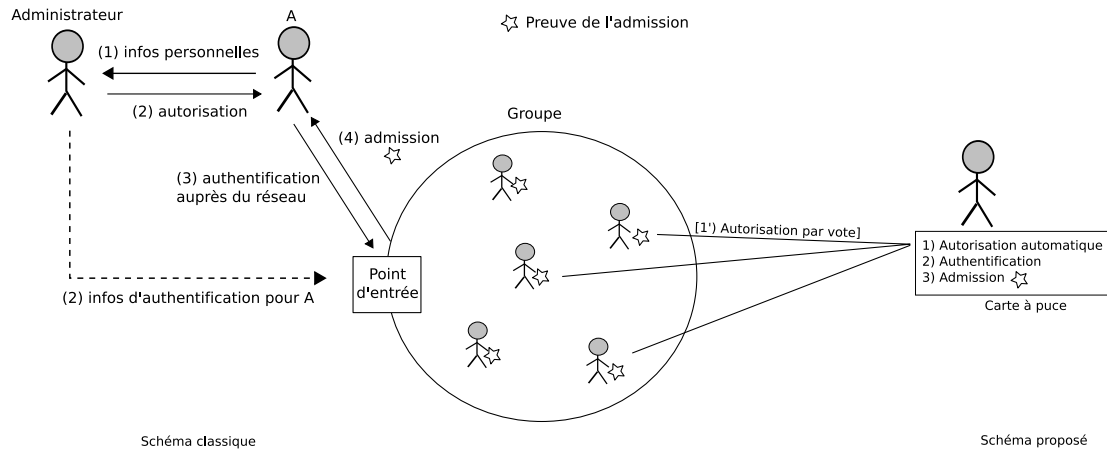 Administrateur
A
Preuve de l'admission
(1) infos personnelles
(2) autorisation
Groupe
(4) admission
(3) authentification
auprès du réseau
[1') Autorisation par vote]
1) Autorisation automatique
2) Authentification
3) Admission
Carte à puce
Point
d'entrée
(2) infos d'authentification pour A
Schéma classique
Schéma proposé